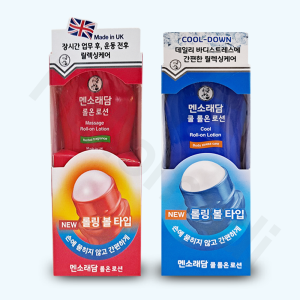 Made in UK
장시간 업무 후, 운동 전후
릴렉싱케어
멘소래담
롤온 로션
Massage
Roll-on Lotion
NEW 롤링 볼 타입
손에 묻히지 않고 간편하게
멘소래담 롤온 로션
COOL-DOWN
데일리 바디스트레스에
간편한 릴렉싱케어
멘소래담
쿨 롤온 로션
Cool
Roll-on Lotion
NEW 롤링 볼 타입
손에 묻히지 않고 간편하게
멘소래담 쿨 롤온 로션